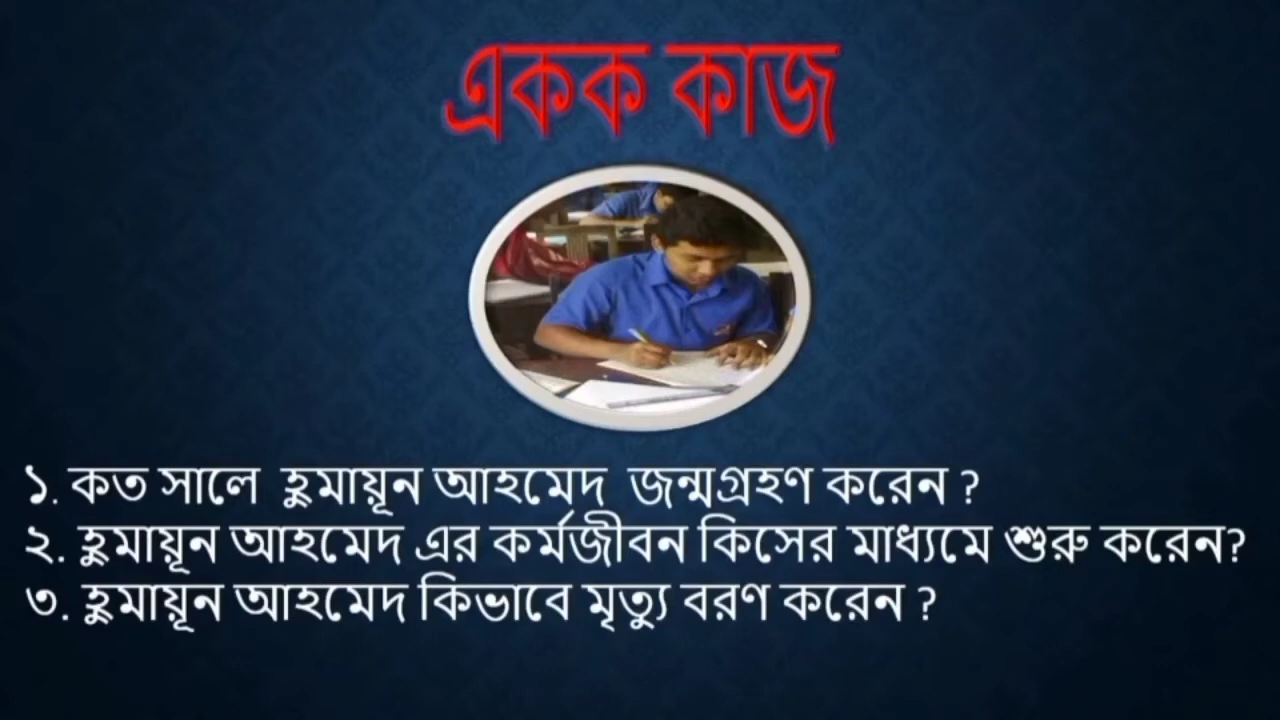 একক কাজ
১. কত সালে হুমায়ূন আহমেদ জন্মগ্রহণ করেন ?
২. হুমায়ূন আহমেদ এর কর্মজীবন কিসের মাধ্যমে শুরু করেন?
৩. হুমায়ূন আহমেদ কিভাবে মৃত্যু বরণ করেন ?